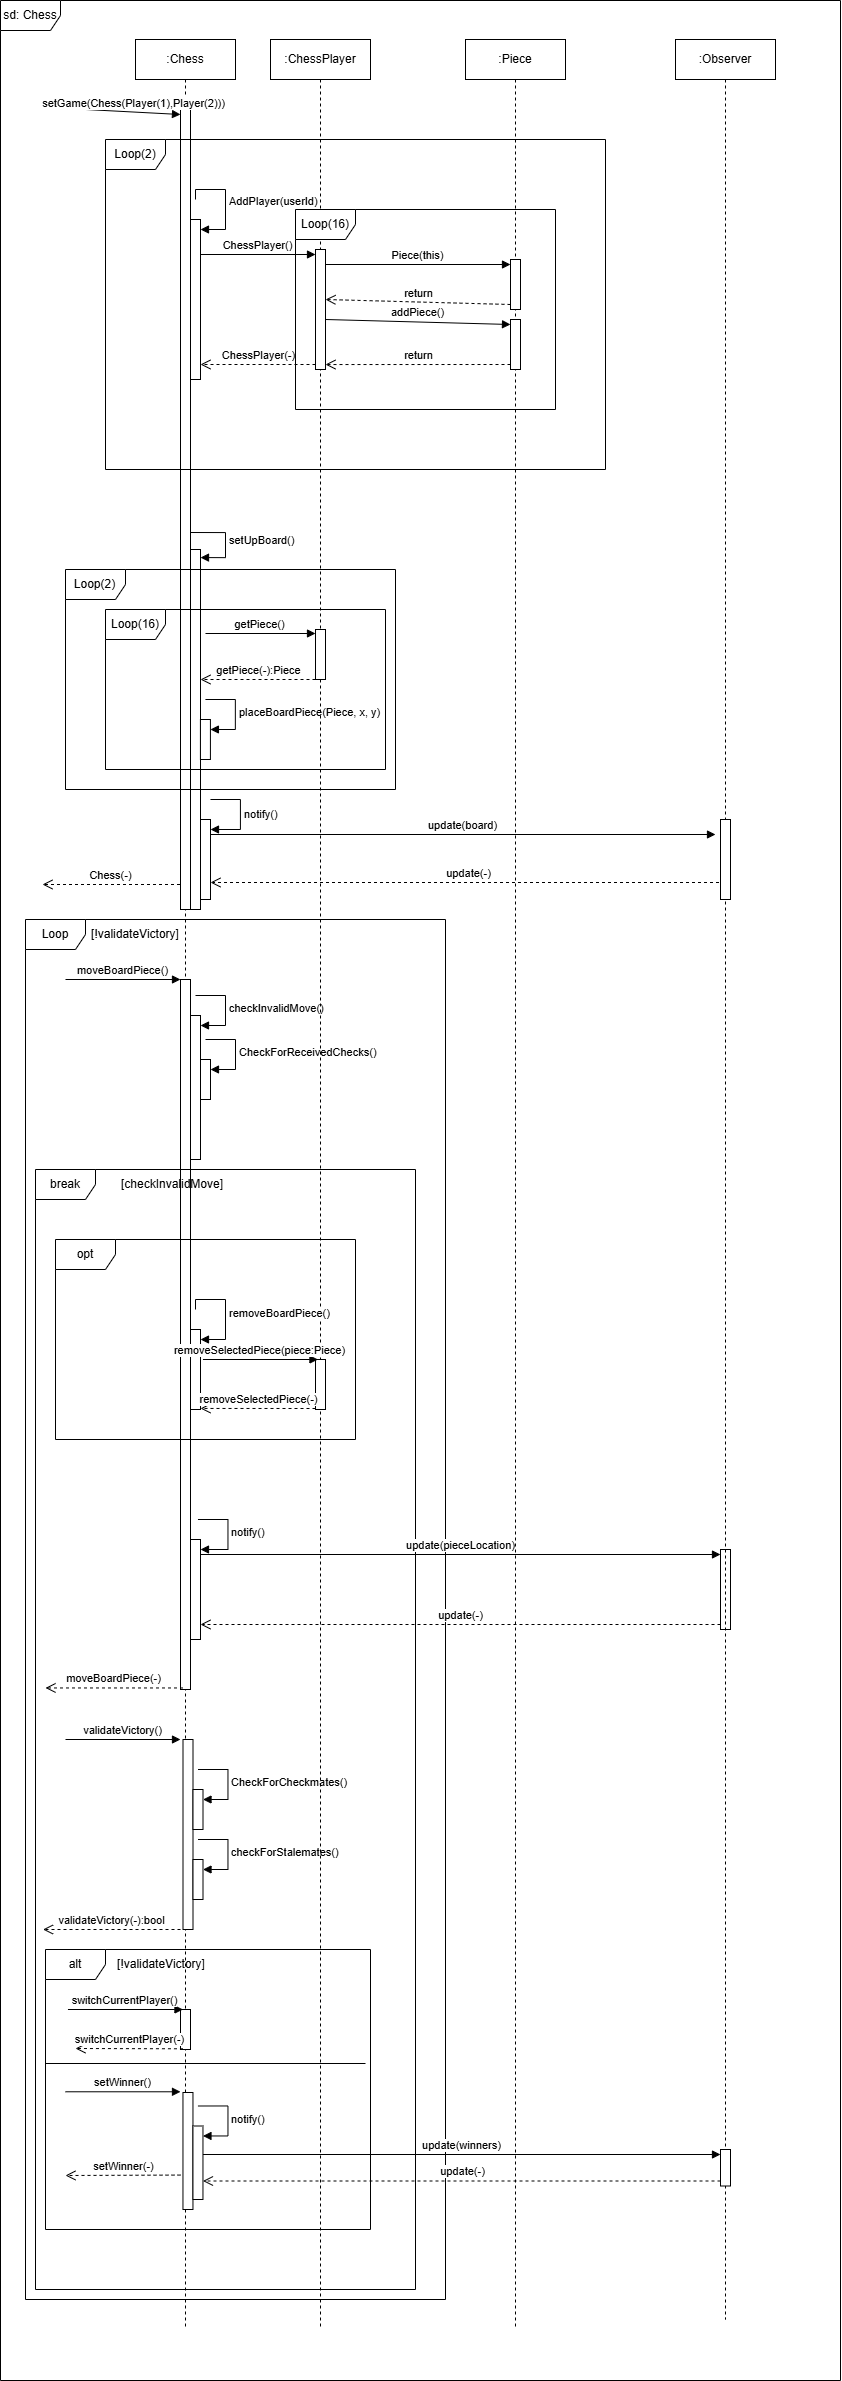 sd: Chess
:Chess
:ChessPlayer
:Piece
:Observer
setGame(Chess(Player(1),Player(2)))
Loop(2)
AddPlayer(userId)
Loop(16)
ChessPlayer()
Piece(this)
return
addPiece()
ChessPlayer(-)
return
setUpBoard()
Loop(2)
Loop(16)
getPiece()
getPiece(-):Piece
placeBoardPiece(Piece, x, y)
notify()
update(board)
Chess(-)
update(-)
Loop
[!validateVictory]
moveBoardPiece()
checkInvalidMove()
CheckForReceivedChecks()
break
[checkInvalidMove]
opt
removeBoardPiece()
removeSelectedPiece(piece:Piece)
removeSelectedPiece(-)
notify()
update(pieceLocation)
update(-)
moveBoardPiece(-)
validateVictory()
CheckForCheckmates()
checkForStalemates()
validateVictory(-):bool
alt
[!validateVictory]
switchCurrentPlayer()
switchCurrentPlayer(-)
setWinner()
notify()
update(winners)
setWinner(-)
update(-)